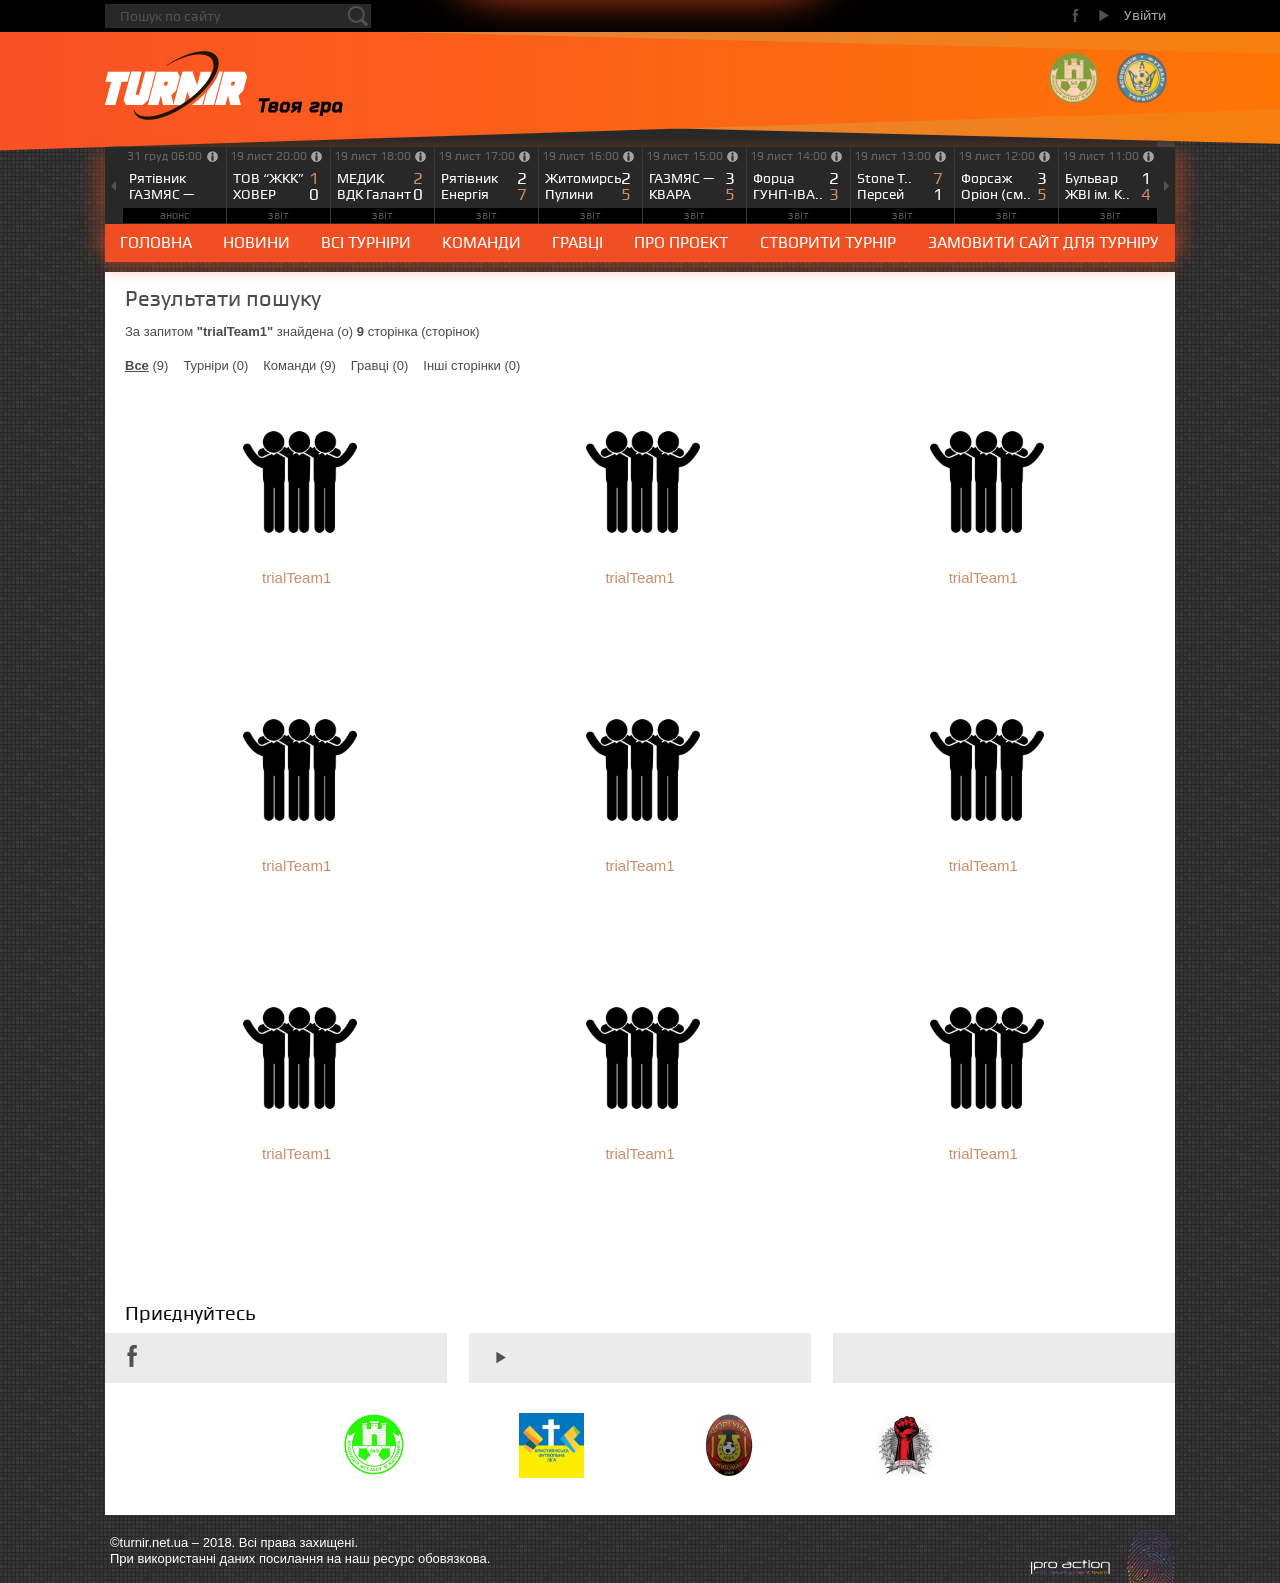 Пошук по сайту
Увійти
TURNIR Твоя гра
31 груд 06:00 19 лист 20:00 19 лист 18:00 19 лист 17:00 19 лист 16:00 19 лист 15:00 19 лист 14:00 19 лист 13:00 19 лист 12:00 19 лист 11:00
Рятівник ТОВ “ЖКК” 1 МЕДИК 2 Рятівник 2 Житомирсь 2 ГАЗМЯС — 3 Форца 2 Stone T.. 7 Форсаж 3 Бульвар 1
ГАЗМЯС — ХОВЕР 0 ВДК Галант 0 Енергія 7 Пулини 5 КВАРА 5 ГУНП-ІВА.. 3 Персей 1 Оріон (см.. 5 ЖВІ ім. К.. 4
анонс звіт звіт звіт звіт звіт звіт звіт звіт звіт
ГОЛОВНА НОВИНИ ВСІ ТУРНІРИ КОМАНДИ ГРАВЦІ ПРО ПРОЕКТ СТВОРИТИ ТУРНІР ЗАМОВИТИ САЙТ ДЛЯ ТУРНІРУ
Результати пошуку
За запитом "trialTeam1" знайдена (о) 9 сторінка (сторінок)
Все (9) Турніри (0) Команди (9) Гравці (0) Інші сторінки (0)
trialTeam1 trialTeam1 trialTeam1
trialTeam1 trialTeam1 trialTeam1
trialTeam1 trialTeam1 trialTeam1
Приєднуйтесь
©turnir.net.ua – 2018. Всі права захищені.
При використанні даних посилання на наш ресурс обовязкова.
pro action